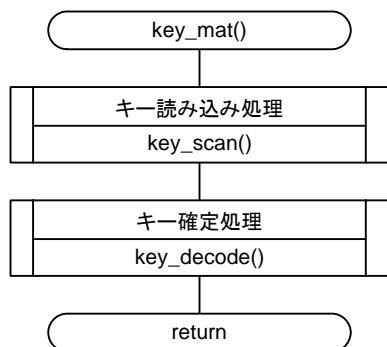 key_mat()
キー読み込み処理
key_scan()
キー確定処理
key_decode()
return